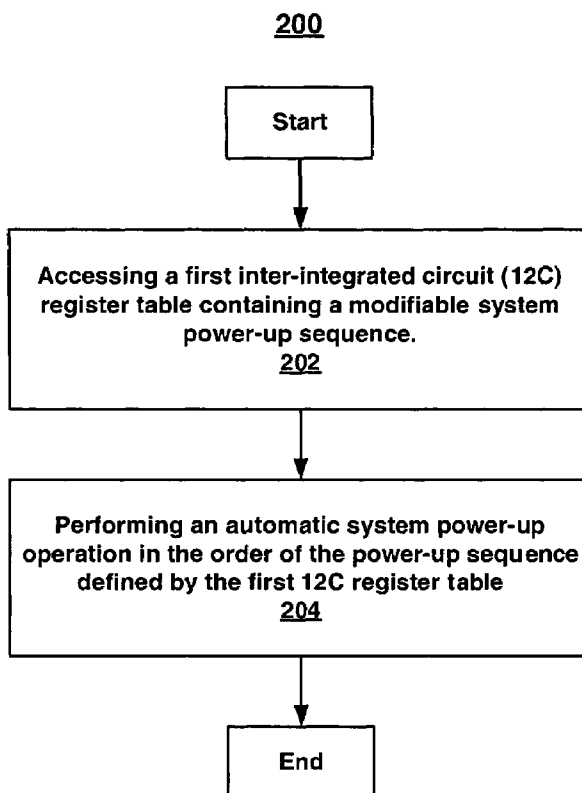 200
Start
Accessing a first inter-integrated circuit (12C)
register table containing a modifiable system
power-up sequence.
202
Performing an automatic system power-up
operation in the order of the power-up sequence
defined by the first 12C register table
204
End